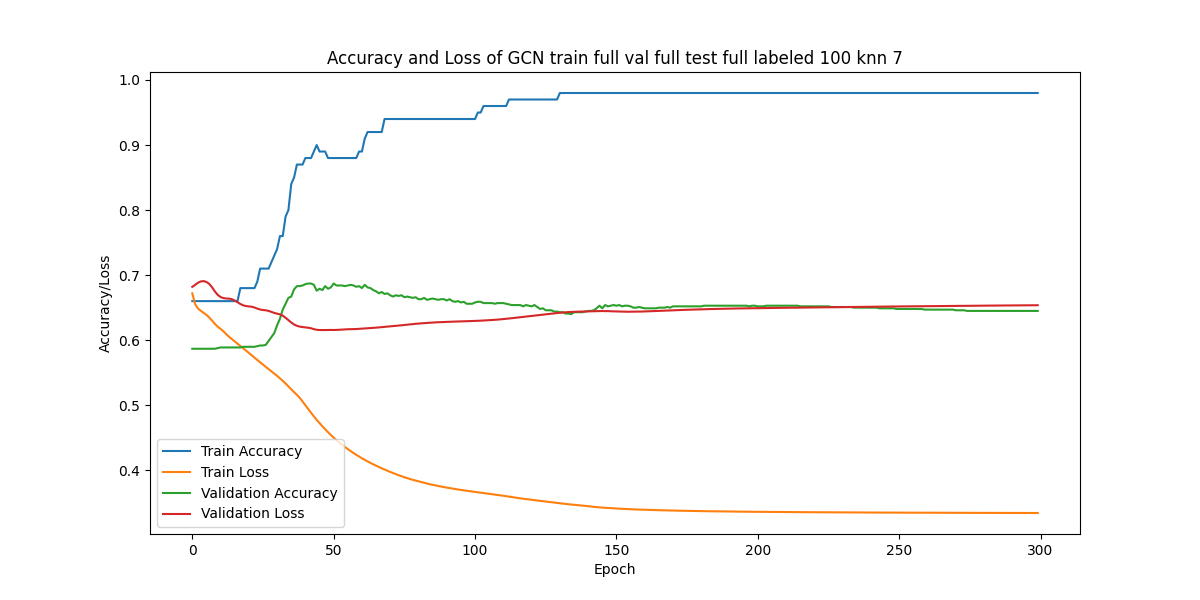 Accuracy and Loss of GCN train full val full test full labeled 100 knn 7
1.0
0.9
0.8
0.7
0.6
0.5
0.4
Accuracy/Loss
Train Accuracy
Train Loss
Validation Accuracy
Validation Loss
0 50 100 150 200 250 300
Epoch